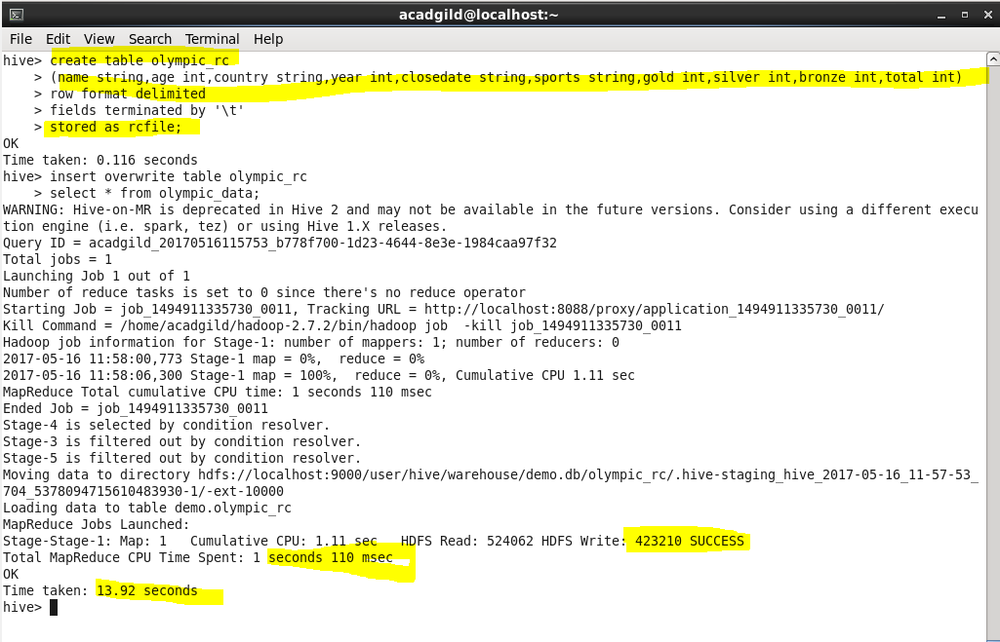 acadgild@localhost:~
File Edit View Search Terminal Help
hive> create table olympic_rc
    > (name string,age int,country string,year int,closedate string,sports string,gold int,silver int,bronze int,total int)
    > row format delimited
    > fields terminated by '\t'
    > stored as rcfile;
OK
Time taken: 0.116 seconds
hive> insert overwrite table olympic_rc
    > select * from olympic_data;
WARNING: Hive-on-MR is deprecated in Hive 2 and may not be available in the future versions. Consider using a different execu
tion engine (i.e. spark, tez) or using Hive 1.X releases.
Query ID = acadgild_20170516115753_b778f700-1d23-4644-8e3e-1984caa97f32
Total jobs = 1
Launching Job 1 out of 1
Number of reduce tasks is set to 0 since there's no reduce operator
Starting Job = job_1494911335730_0011, Tracking URL = http://localhost:8088/proxy/application_1494911335730_0011/
Kill Command = /home/acadgild/hadoop-2.7.2/bin/hadoop job  -kill job_1494911335730_0011
Hadoop job information for Stage-1: number of mappers: 1; number of reducers: 0
2017-05-16 11:58:00,773 Stage-1 map = 0%,  reduce = 0%
2017-05-16 11:58:06,300 Stage-1 map = 100%,  reduce = 0%, Cumulative CPU 1.11 sec
MapReduce Total cumulative CPU time: 1 seconds 110 msec
Ended Job = job_1494911335730_0011
Stage-4 is selected by condition resolver.
Stage-3 is filtered out by condition resolver.
Stage-5 is filtered out by condition resolver.
Moving data to directory hdfs://localhost:9000/user/hive/warehouse/demo.db/olympic_rc/.hive-staging_hive_2017-05-16_11-57-53_
704_5378094715610483930-1/-ext-10000
Loading data to table demo.olympic_rc
MapReduce Jobs Launched:
Stage-Stage-1: Map: 1   Cumulative CPU: 1.11 sec   HDFS Read: 524062 HDFS Write: 423210 SUCCESS
Total MapReduce CPU Time Spent: 1 seconds 110 msec
OK
Time taken: 13.92 seconds
hive>